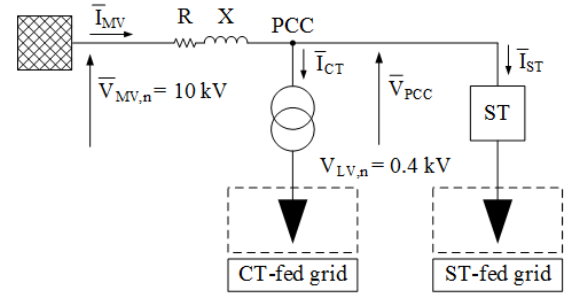 I̅MV
R
X
PCC
I̅CT
I̅ST
V̅MV,n = 10 kV
V̅PCC
ST
VLV,n = 0.4 kV
CT-fed grid
ST-fed grid